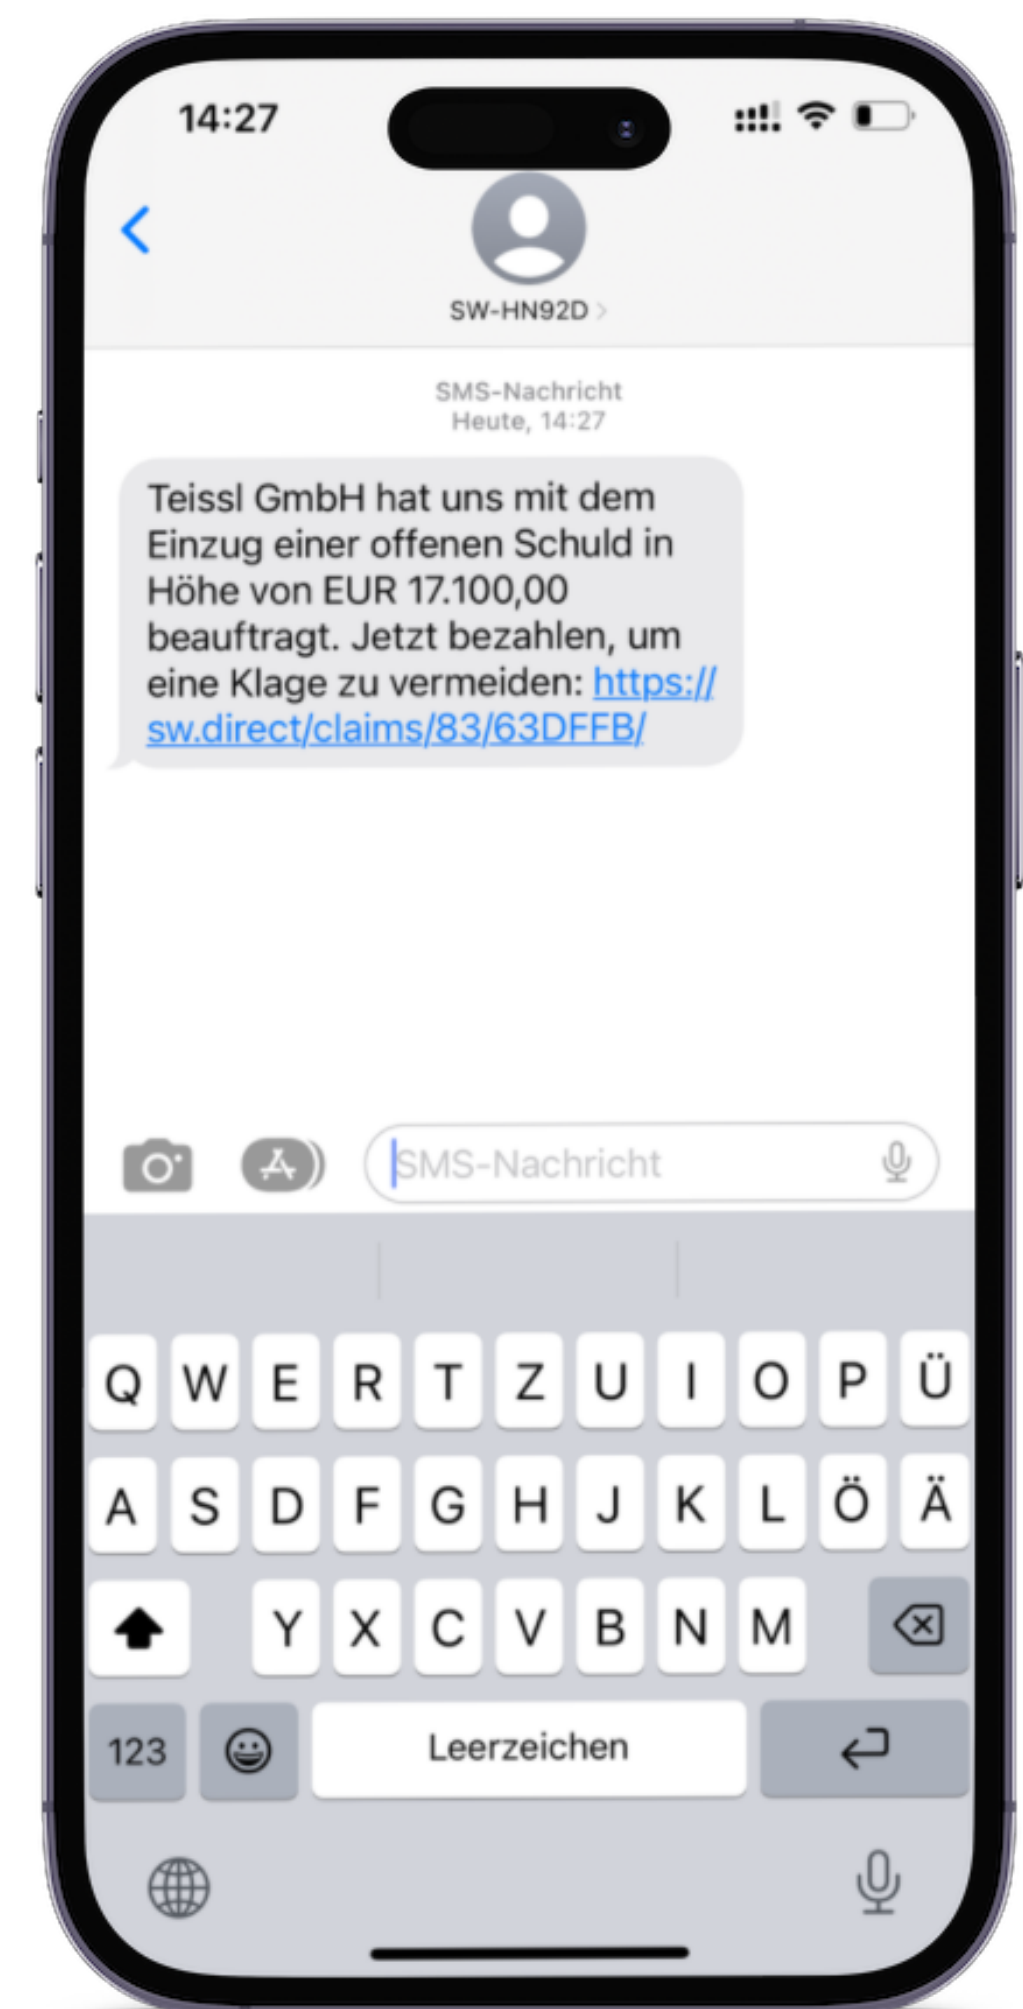 14:27
SW-HN92D
SMS-Nachricht
Heute, 14:27
Teissl GmbH hat uns mit dem
Einzug einer offenen Schuld in
Höhe von EUR 17.100,00
beauftragt. Jetzt bezahlen, um
eine Klage zu vermeiden: https://
sw.direct/claims/83/63DFFB/
SMS-Nachricht
Q W E R T Z U I O P Ü
A S D F G H J K L Ö Ä
Y X C V B N M
123 Leerzeichen